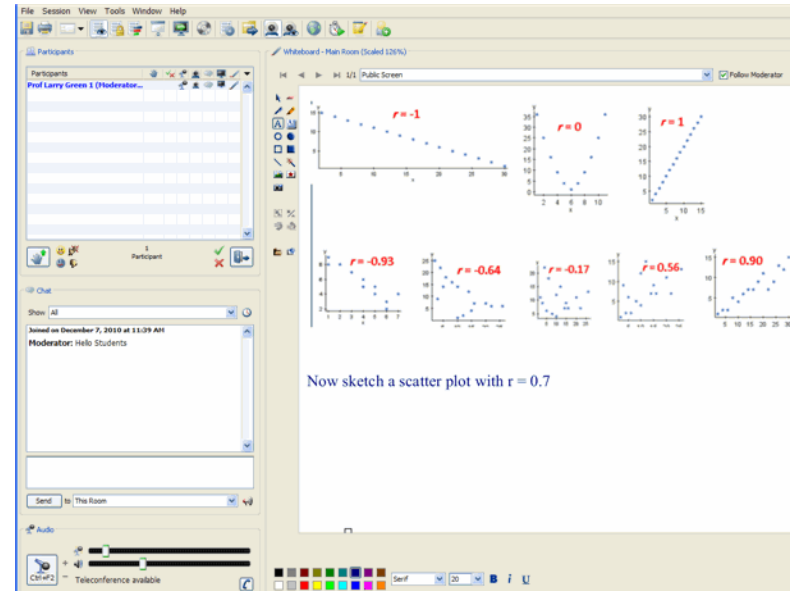 File Session View Tools Window Help
Participants
Participants
Prof Larry Green 1 (Moderator...
1
Participant
Chat
Show All
Joined on December 7, 2010 at 11:39 AM
Moderator: Hello Students
Send to This Room
Audio
Ctrl+F2
Teleconference available
Whiteboard - Main Room (Scaled 126%)
1/1 Public Screen Follow Moderator
r = -1
r = 0
r = 1
r = -0.93
r = -0.64
r = -0.17
r = 0.56
r = 0.90
Now sketch a scatter plot with r = 0.7
Serif 20 B i U